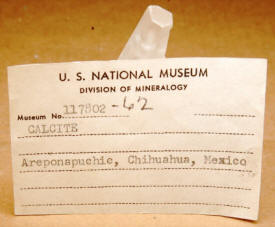 U. S. NATIONAL MUSEUM
DIVISION OF MINERALOGY
Museum No. 117802-62
CALCITE
Areponapuchic, Chihuahua, Mexico